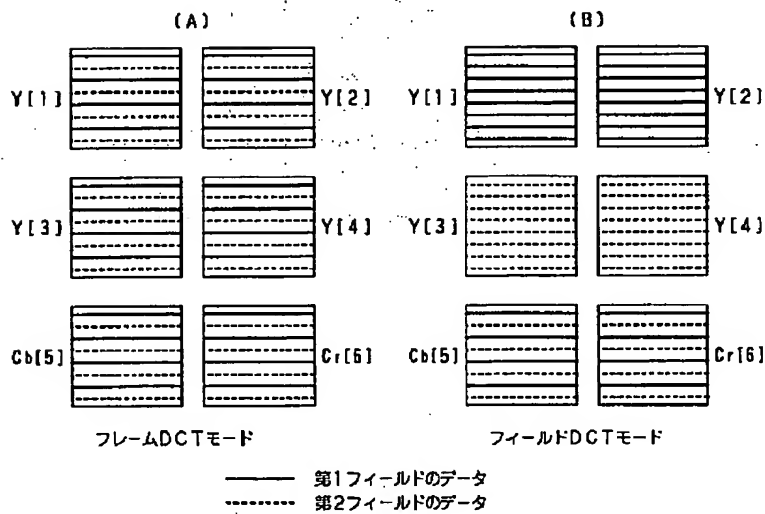 (A) (B)
Y[1] Y[2] Y[1] Y[2]
Y[3] Y[4] Y[3] Y[4]
Cb[5] Cr[6] Cb[5] Cr[6]
フレームDCTモード フィールドDCTモード
第1フィールドのデータ
第2フィールドのデータ